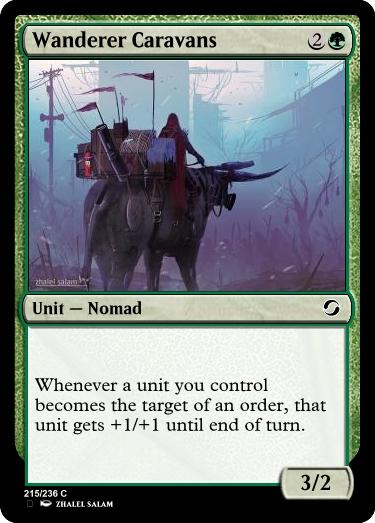 Wanderer Caravans 2
zhalel salam
Unit — Nomad
Whenever a unit you control
becomes the target of an order, that
unit gets +1/+1 until end of turn.
3/2
215/236 C
ZHALEL SALAM